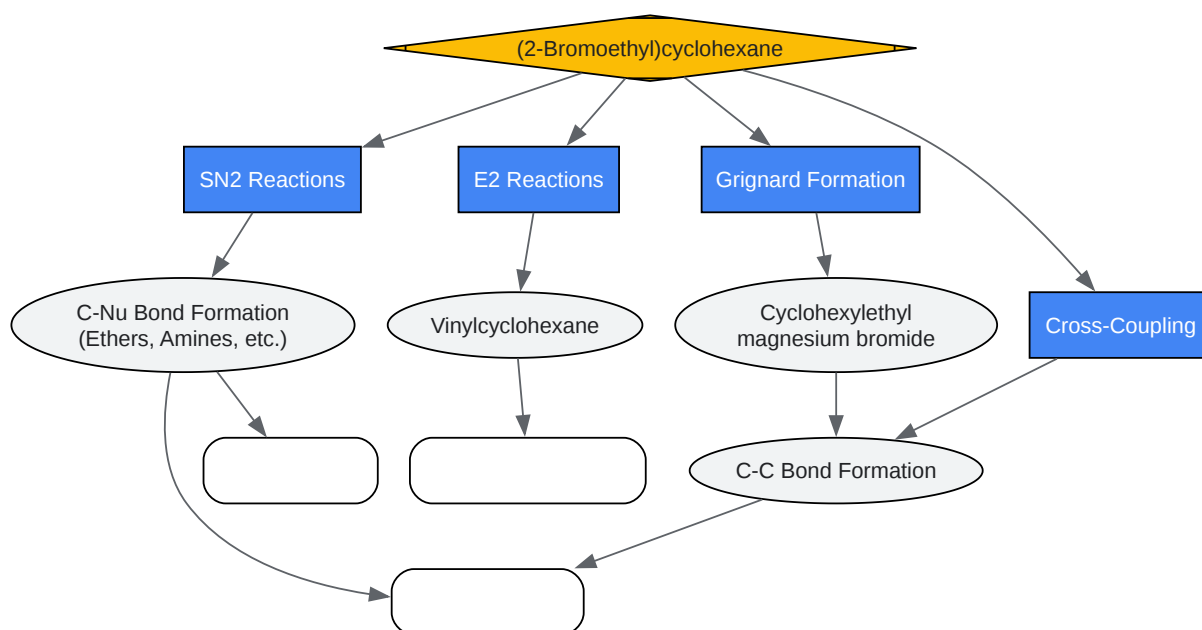 (2-Bromoethyl)cyclohexane
SN2 Reactions
E2 Reactions
Grignard Formation
C-Nu Bond Formation
(Ethers, Amines, etc.)
Vinylcyclohexane
Cyclohexylethyl
magnesium bromide
Cross-Coupling
C-C Bond Formation